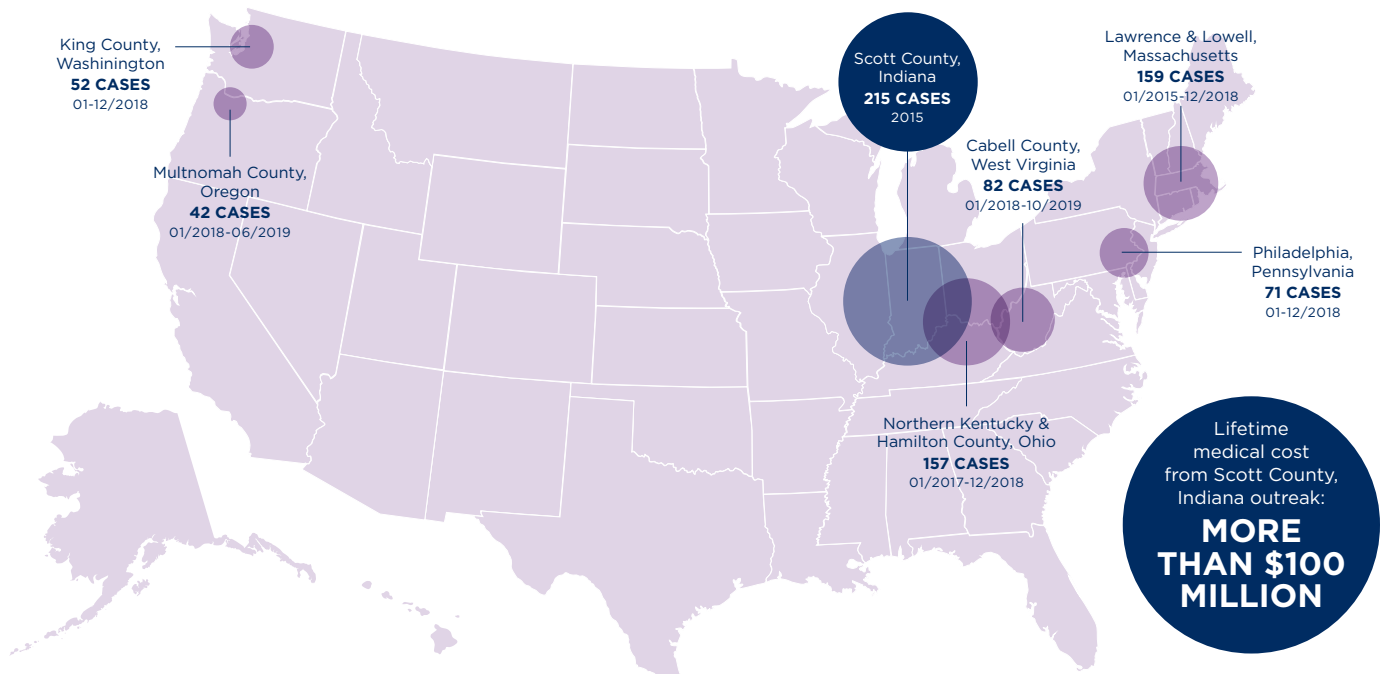 King County,
Washinington
52 CASES
01-12/2018
Multnomah County,
Oregon
42 CASES
01/2018-06/2019
Scott County,
Indiana
215 CASES
2015
Cabell County,
West Virginia
82 CASES
01/2018-10/2019
Lawrence & Lowell,
Massachusetts
159 CASES
01/2015-12/2018
Philadelphia,
Pennsylvania
71 CASES
01-12/2018
Northern Kentucky &
Hamilton County, Ohio
157 CASES
01/2017-12/2018
Lifetime
medical cost
from Scott County,
Indiana outreak:
MORE
THAN $100
MILLION